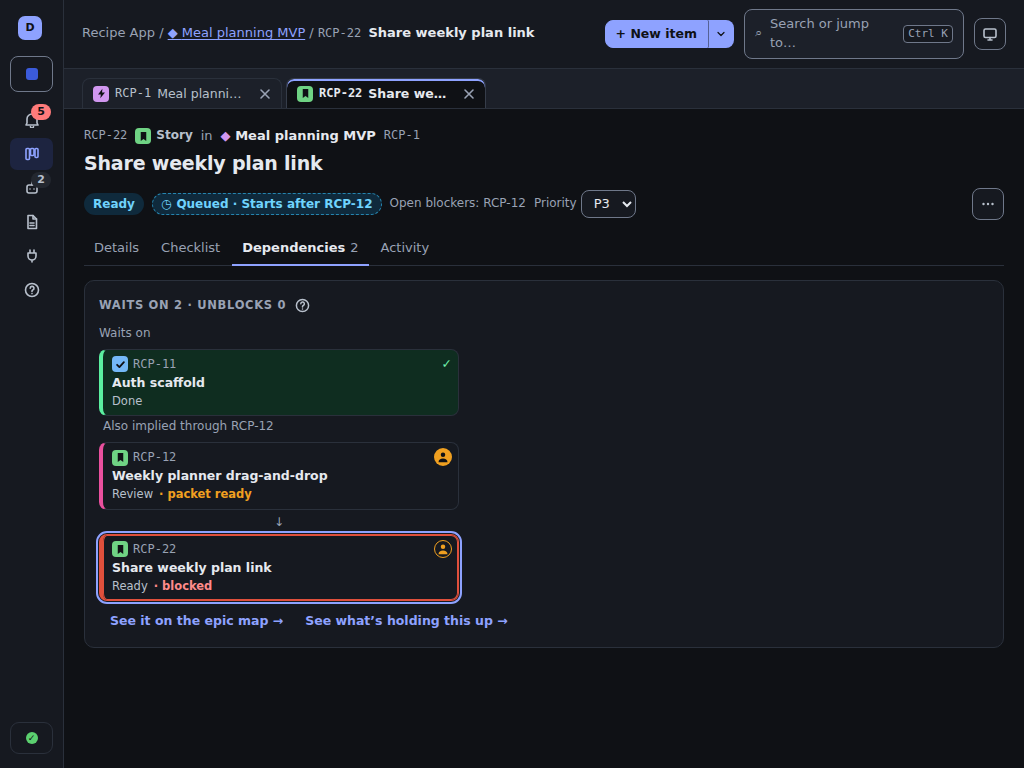 D
Recipe App / ◆ Meal planning MVP / RCP-22 Share weekly plan link
+ New item
Search or jump to…
Ctrl K
5
2
RCP-1 Meal planni…
RCP-22 Share we…
RCP-22 Story in ◆ Meal planning MVP RCP-1
Share weekly plan link
Ready
Queued · Starts after RCP-12
Open blockers: RCP-12
Priority P3
Details
Checklist
Dependencies 2
Activity
WAITS ON 2 · UNBLOCKS 0
Waits on
RCP-11 ✓
Auth scaffold
Done
Also implied through RCP-12
RCP-12
Weekly planner drag-and-drop
Review · packet ready
↓
RCP-22
Share weekly plan link
Ready · blocked
See it on the epic map →
See what’s holding this up →